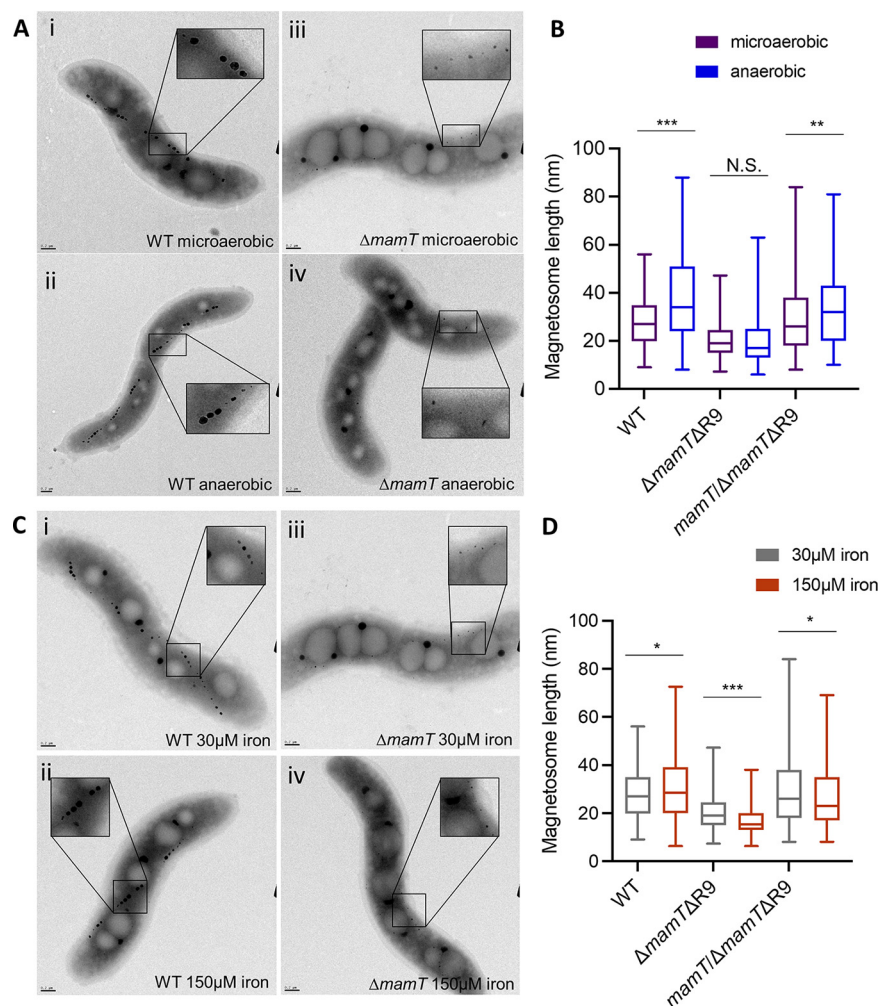 A
i
WT microaerobic
iii
ΔmamT microaerobic
ii
WT anaerobic
iv
ΔmamT anaerobic
B
microaerobic
anaerobic
***
N.S.
**
Magnetosome length (nm)
100
80
60
40
20
0
WT
ΔmamTΔR9
mamT/ΔmamTΔR9
C
i
WT 30µM iron
iii
ΔmamT 30µM iron
ii
WT 150µM iron
iv
ΔmamT 150µM iron
D
30µM iron
150µM iron
*
***
*
Magnetosome length (nm)
100
80
60
40
20
0
WT
ΔmamTΔR9
mamT/ΔmamTΔR9